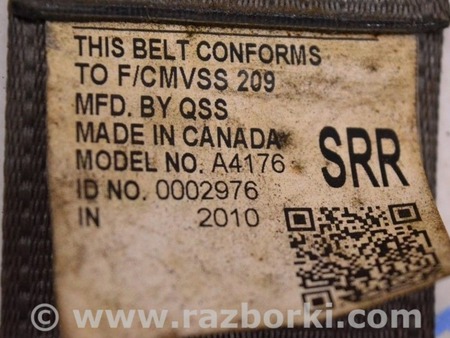 THIS BELT CONFORMS
TO F/CMVSS 209
MFD. BY QSS
MADE IN CANADA
MODEL NO. A4176
ID NO. 0002976
IN 2010
SRR
www.razborki.com